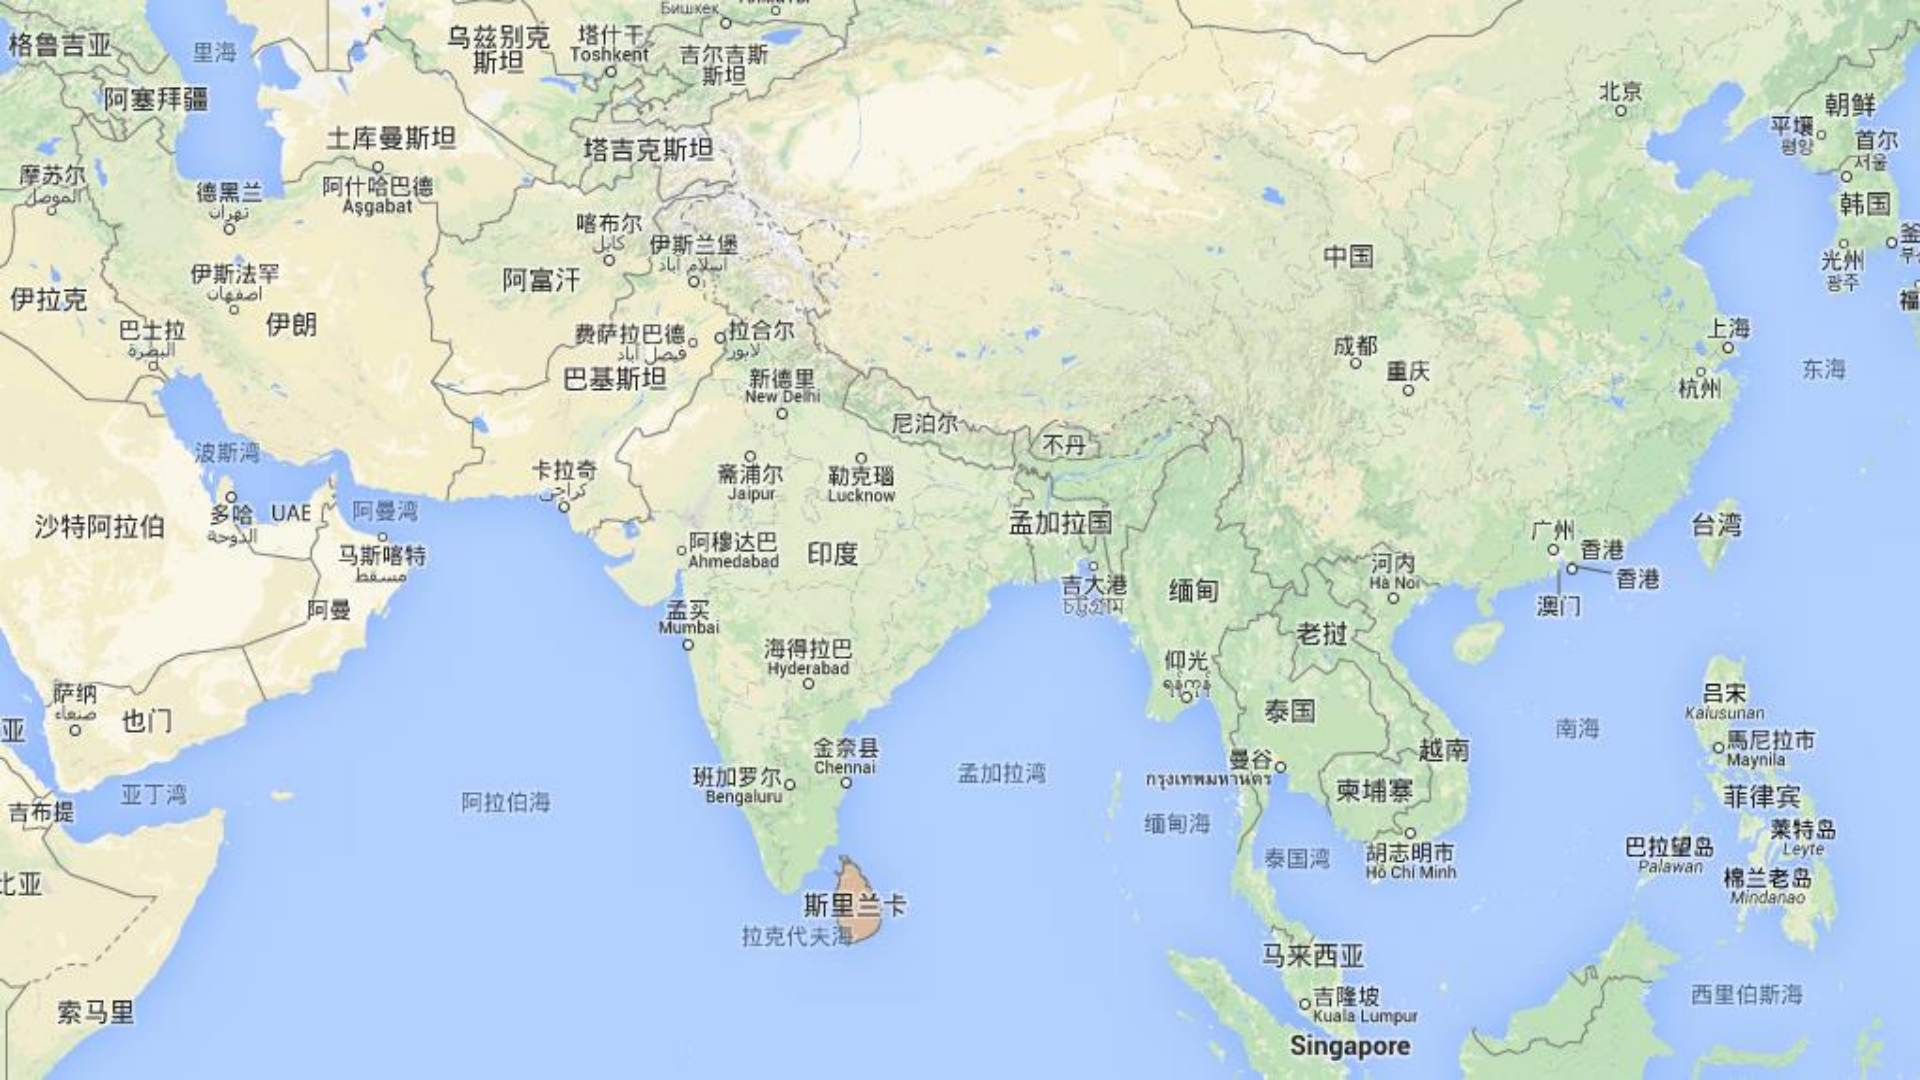 Бишкек
格鲁吉亚
里海
乌兹别克
斯坦
塔什干
Toshkent
吉尔吉斯
斯坦
阿塞拜疆
土库曼斯坦
塔吉克斯坦
北京
朝鲜
平壤
평양
首尔
서울
摩苏尔
الموصل
德黑兰
تهران
阿什哈巴德
Aşgabat
喀布尔
كابل
伊斯兰堡
اسلام آباد
韩国
中国
釜
부
光州
광주
伊斯法罕
اصفهان
阿富汗
伊拉克
伊朗
福
巴士拉
البصرة
费萨拉巴德
فیصل آباد
拉合尔
لاہور
上海
成都
重庆
东海
巴基斯坦
新德里
New Delhi
杭州
尼泊尔
不丹
波斯湾
卡拉奇
كراچى
斋浦尔
Jaipur
勒克瑙
Lucknow
沙特阿拉伯
多哈
الدوحة
UAE
阿曼湾
孟加拉国
广州
台湾
马斯喀特
مسقط
阿穆达巴
Ahmedabad
印度
香港
香港
河内
Hà Nội
吉大港
缅甸
澳门
阿曼
孟买
Mumbai
老挝
海得拉巴
Hyderabad
仰光
ရန်ကုန်
萨纳
صنعاء
也门
亚
泰国
吕宋
Kalusunan
南海
馬尼拉市
Maynila
金奈县
Chennai
曼谷
กรุงเทพมหานคร
越南
班加罗尔
Bengaluru
孟加拉湾
柬埔寨
菲律宾
亚丁湾
阿拉伯海
吉布提
缅甸海
莱特岛
Leyte
泰国湾
胡志明市
Hồ Chí Minh
巴拉望岛
Palawan
棉兰老岛
Mindanao
比亚
斯里兰卡
拉克代夫海
马来西亚
吉隆坡
Kuala Lumpur
西里伯斯海
索马里
Singapore